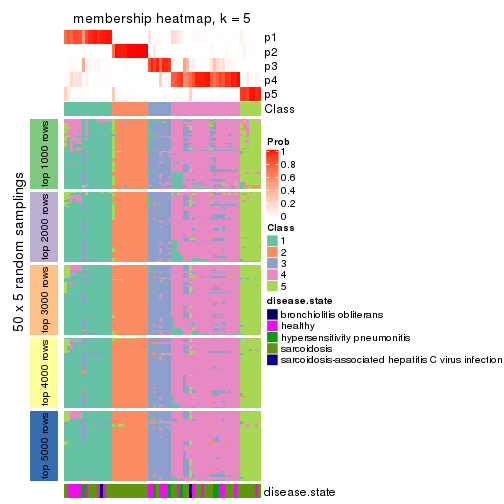 membership heatmap, k = 5
p1
p2
p3
p4
p5
Class
50 x 5 random samplings
top 1000 rows
top 2000 rows
top 3000 rows
top 4000 rows
top 5000 rows
Prob
1
0.8
0.6
0.4
0.2
0
Class
1
2
3
4
5
disease.state
bronchiolitis obliterans
healthy
hypersensitivity pneumonitis
sarcoidosis
sarcoidosis-associated hepatitis C virus infection
disease.state